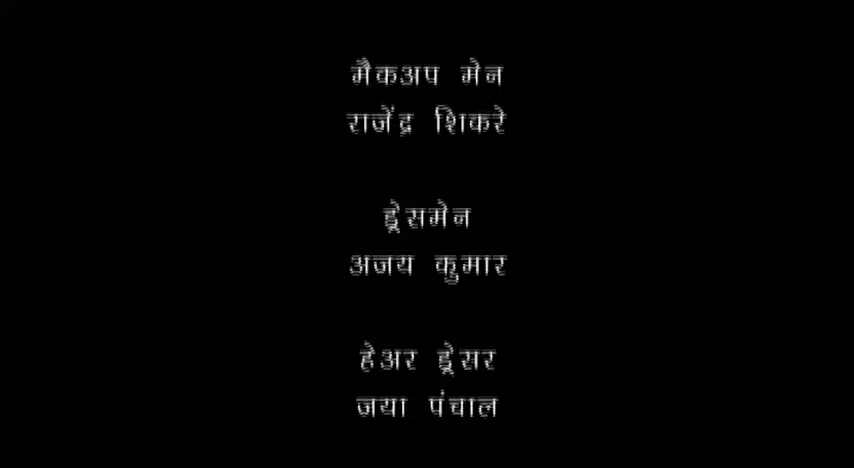 मैकअप मेन
राजेंद्र शिकरे
ड्रेसमेन
अजय कुमार
हेअर ड्रेसर
जया पंचाल